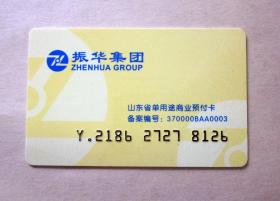 振华集团
ZHENHUA GROUP
山东省单用途商业预付卡
备案编号：370000BAA0003
Y.2186 2727 8126